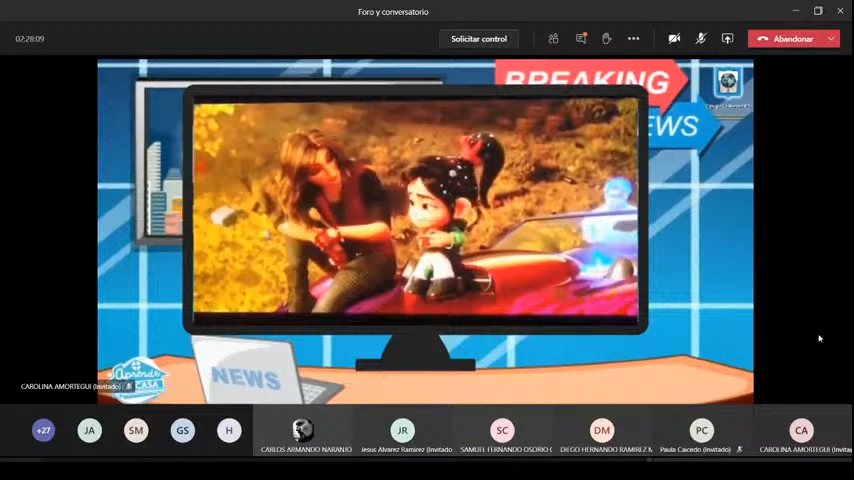 Foro y conversatorio
02:28:09
Solicitar control
Abandonar
BREAKING
NEWS
Aprende
CASA
NEWS
CAROLINA AMORTEGUI (Invitado)
+27
JA
SM
GS
H
JR
SC
DM
PC
CA
CARLOS ARMANDO NARANJO
Jesus Alvarez Ramirez (Invitado)
SAMUEL FERNANDO OSORIO
DIEGO HERNANDO RAMIREZ M
Paula Caicedo (Invitado)
CAROLINA AMORTEGUI (Invitad